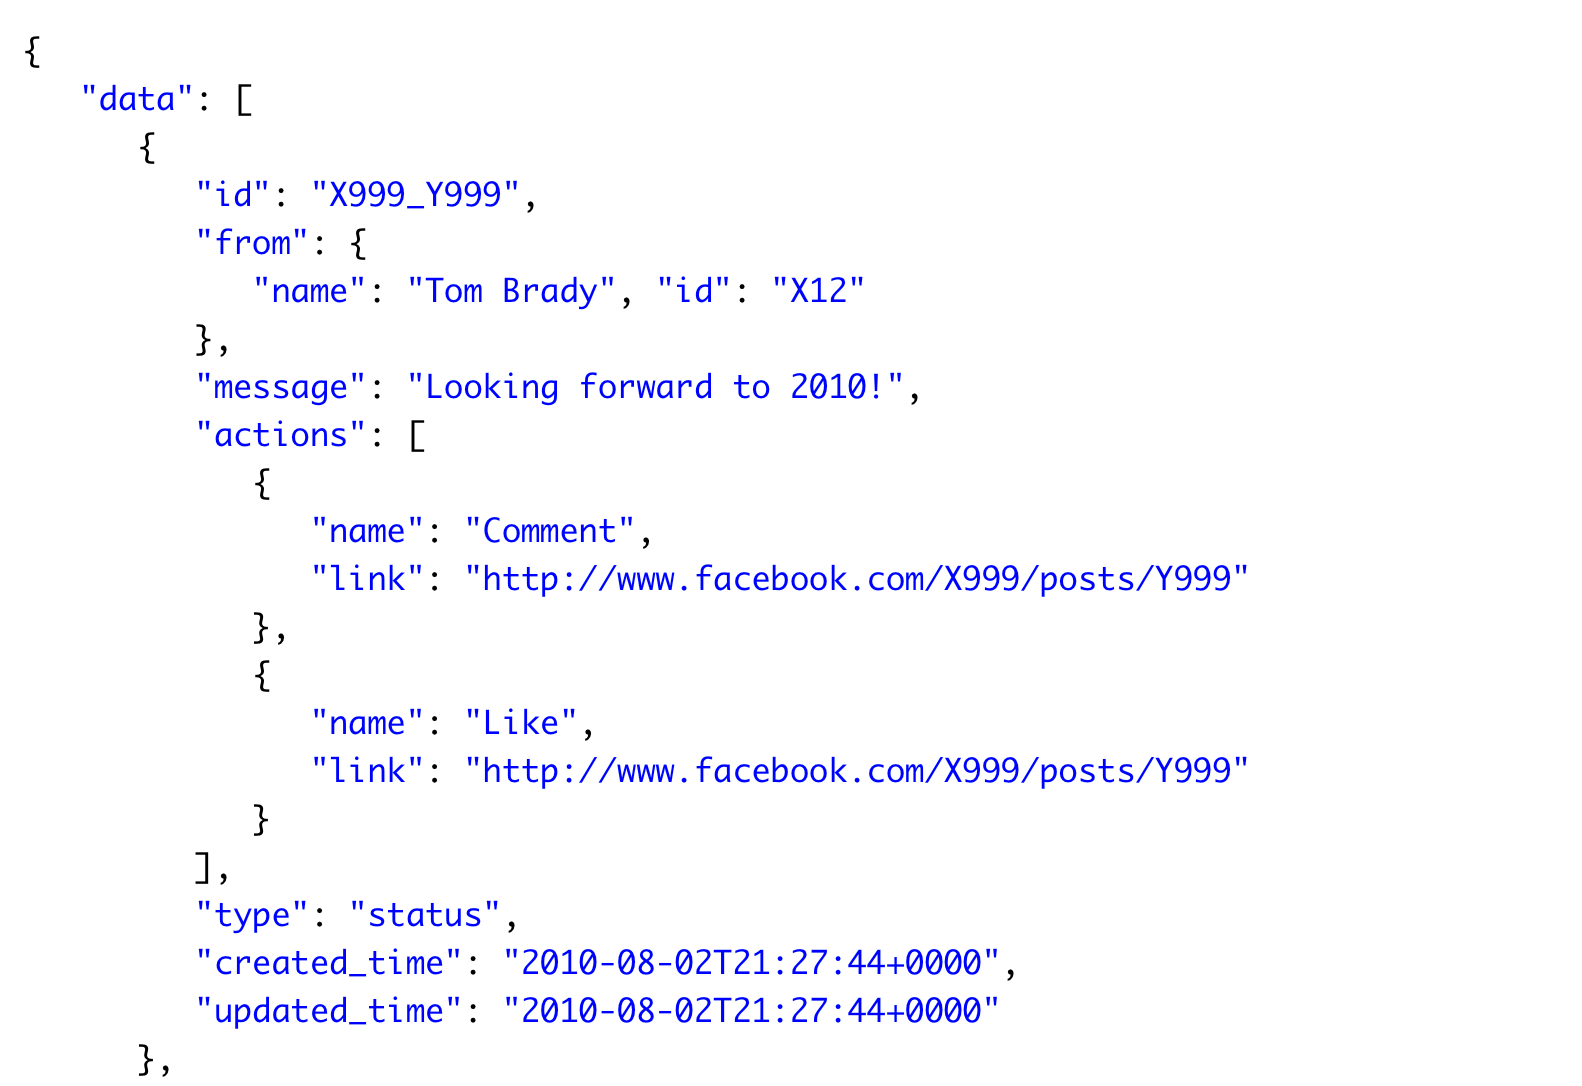 {
   "data": [
      {
         "id": "X999_Y999",
         "from": {
            "name": "Tom Brady", "id": "X12"
         },
         "message": "Looking forward to 2010!",
         "actions": [
            {
               "name": "Comment",
               "link": "http://www.facebook.com/X999/posts/Y999"
            },
            {
               "name": "Like",
               "link": "http://www.facebook.com/X999/posts/Y999"
            }
         ],
         "type": "status",
         "created_time": "2010-08-02T21:27:44+0000",
         "updated_time": "2010-08-02T21:27:44+0000"
      },